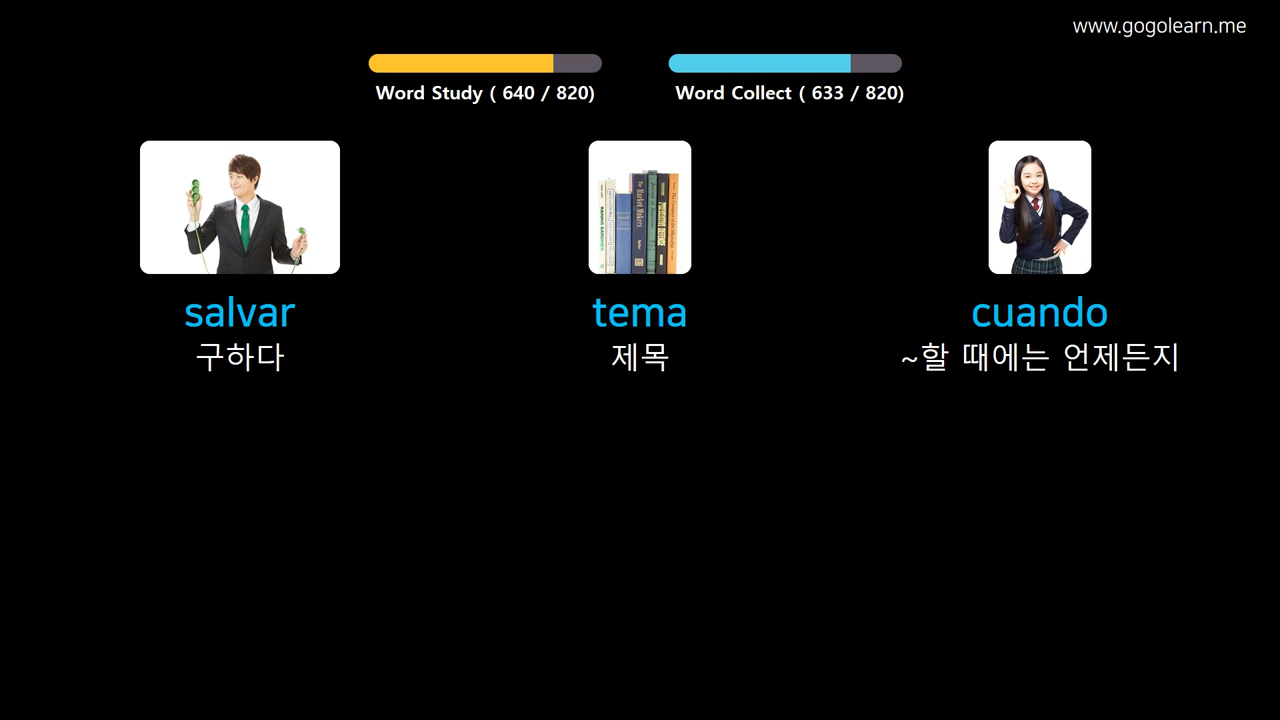 www.gogolearn.me
Word Study ( 640 / 820)
Word Collect ( 633 / 820)
salvar
구하다
tema
제목
cuando
~할 때에는 언제든지